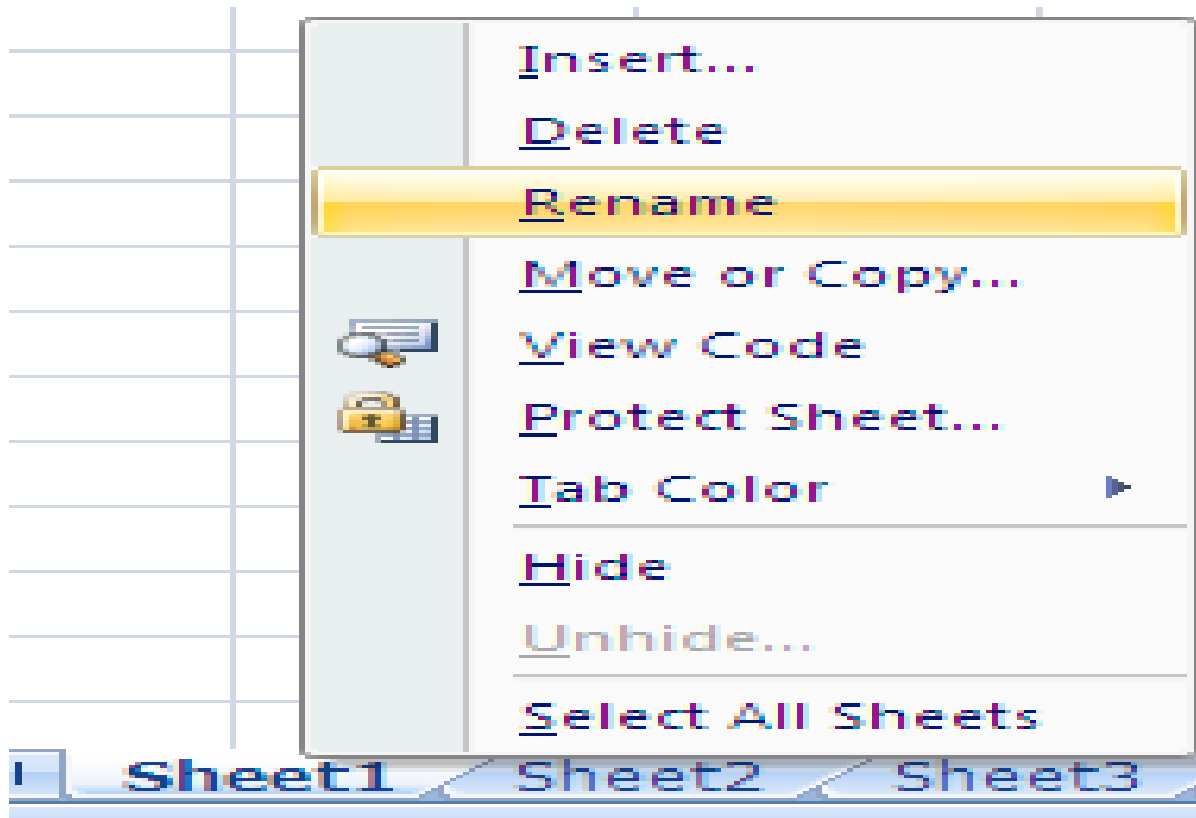 Insert...
Delete
Rename
Move or Copy...
View Code
Protect Sheet...
Tab Color
Hide
Unhide...
Select All Sheets
Sheet1 Sheet2 Sheet3